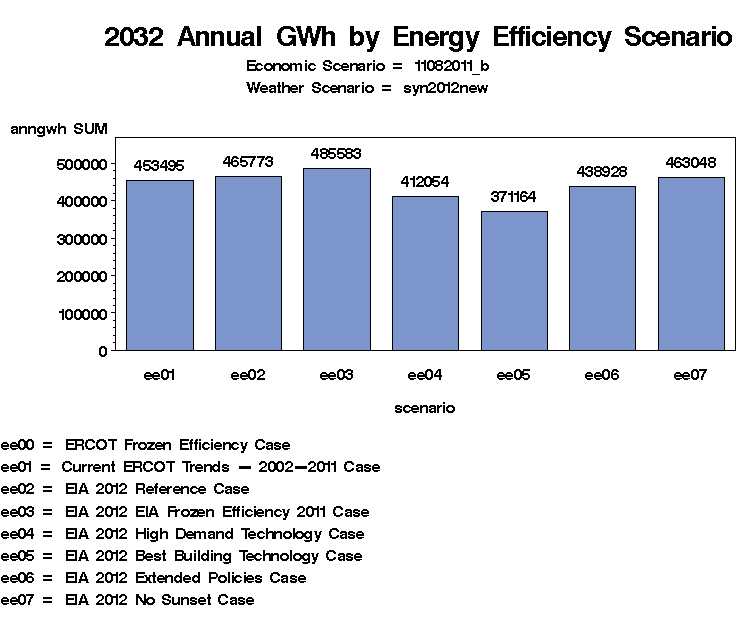 2032 Annual GWh by Energy Efficiency Scenario
Economic Scenario = 11082011_b
Weather Scenario = syn2012new
anngwh SUM
500000
400000
300000
200000
100000
0
453495 465773 485583 412054 371164 438928 463048
ee01 ee02 ee03 ee04 ee05 ee06 ee07
scenario
ee00 = ERCOT Frozen Efficiency Case
ee01 = Current ERCOT Trends – 2002–2011 Case
ee02 = EIA 2012 Reference Case
ee03 = EIA 2012 EIA Frozen Efficiency 2011 Case
ee04 = EIA 2012 High Demand Technology Case
ee05 = EIA 2012 Best Building Technology Case
ee06 = EIA 2012 Extended Policies Case
ee07 = EIA 2012 No Sunset Case